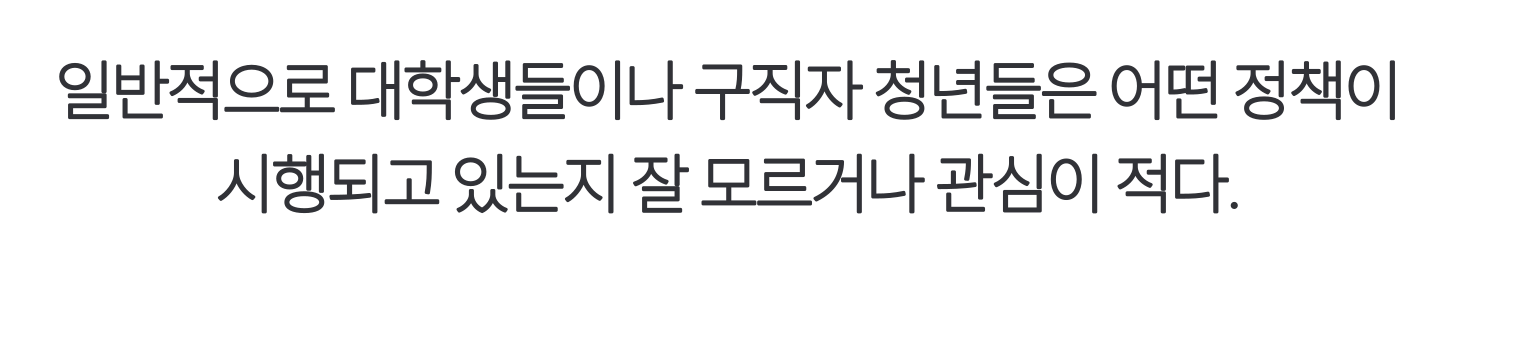 일반적으로 대학생들이나 구직자 청년들은 어떤 정책이
시행되고 있는지 잘 모르거나 관심이 적다.